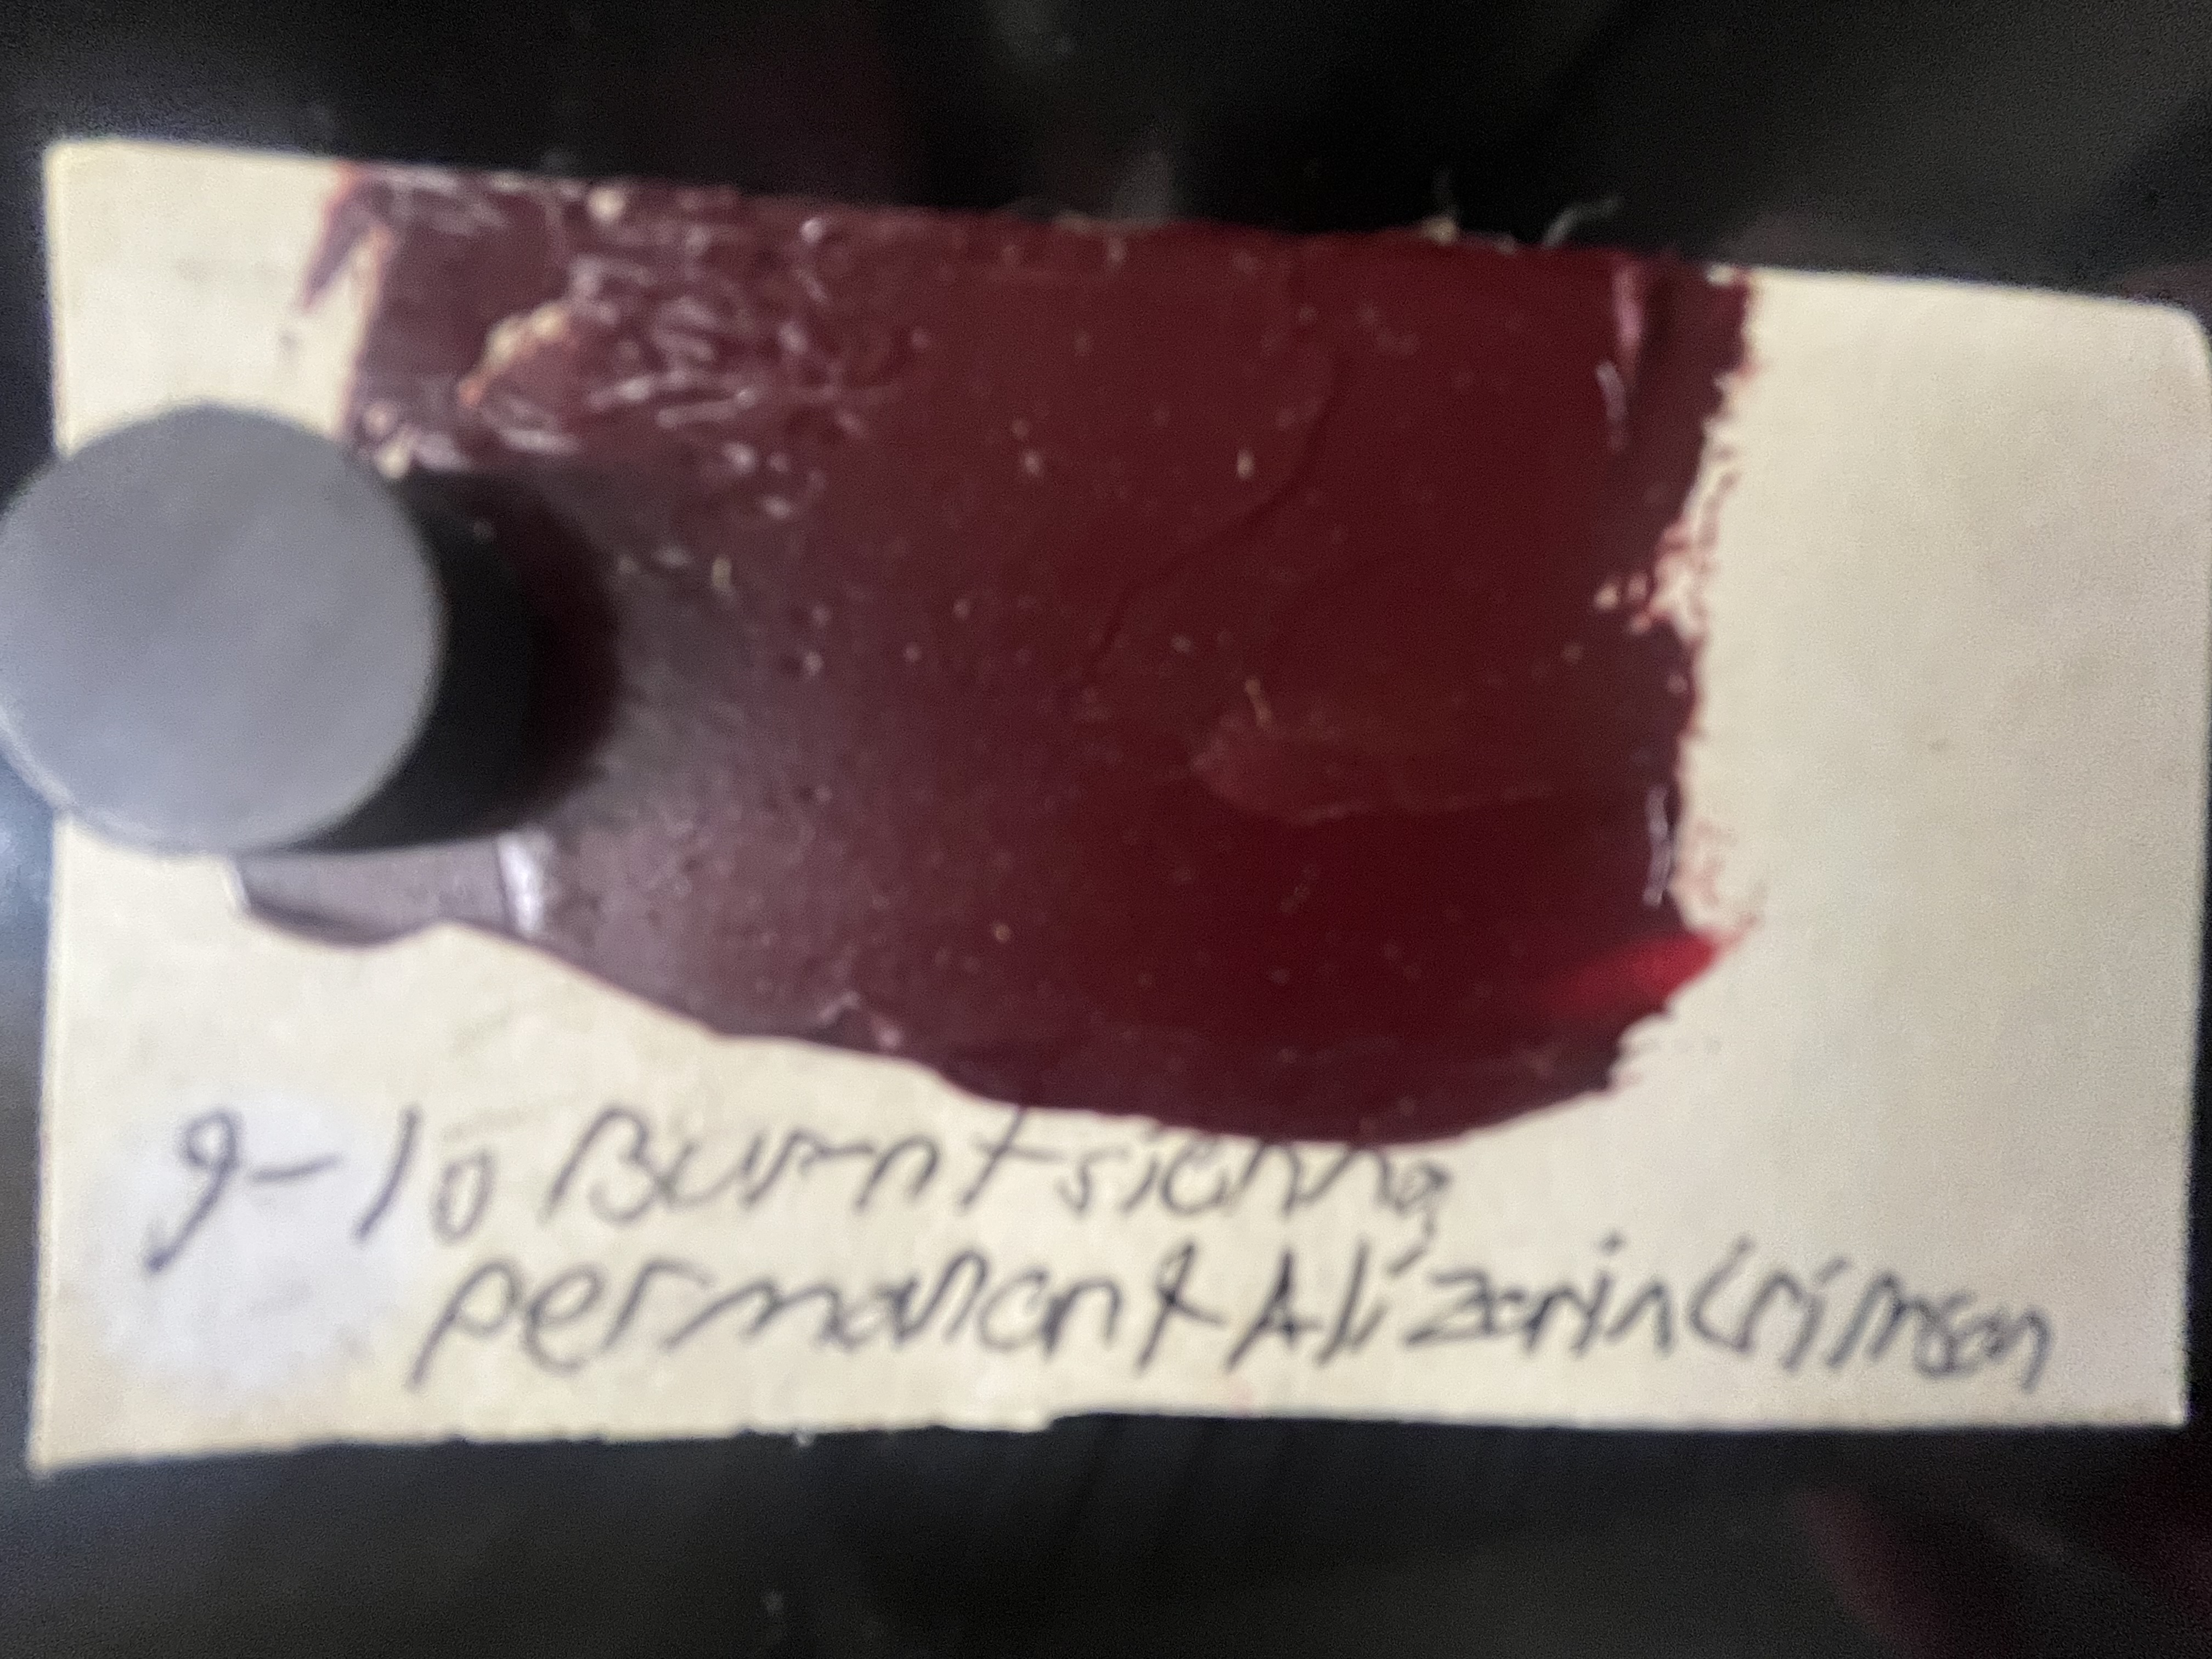 9-10 Burnt sienna
permanent Alizarin Crimson